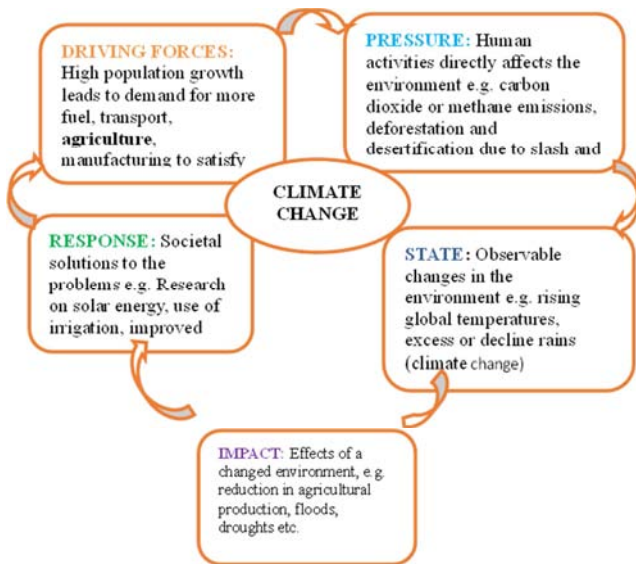 DRIVING FORCES:
High population growth
leads to demand for more
fuel, transport,
agriculture,
manufacturing to satisfy
PRESSURE: Human
activities directly affects the
environment e.g. carbon
dioxide or methane emissions,
deforestation and
desertification due to slash and
CLIMATE
CHANGE
RESPONSE: Societal
solutions to the
problems e.g. Research
on solar energy, use of
irrigation, improved
STATE: Observable
changes in the
environment e.g. rising
global temperatures,
excess or decline rains
(climate change)
IMPACT: Effects of a
changed environment, e.g.
reduction in agricultural
production, floods,
droughts etc.